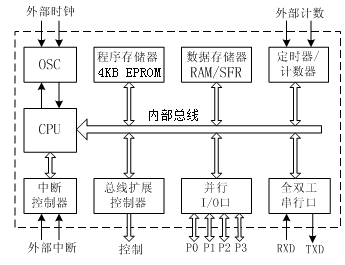 外部时钟
外部计数
OSC
程序存储器
4KB EPROM
数据存储器
RAM/SFR
定时器/
计数器
CPU
内部总线
中断
控制器
总线扩展
控制器
并行
I/O口
全双工
串行口
外部中断
控制
P0 P1 P2 P3
RXD
TXD